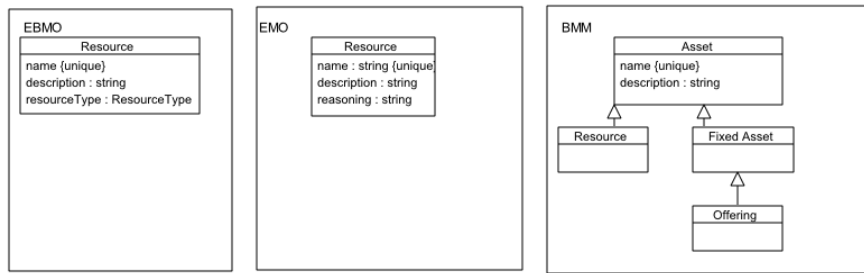 EBMO
Resource
name {unique}
description : string
resourceType : ResourceType
EMO
Resource
name : string {unique
description : string
reasoning : string
BMM
Asset
name {unique}
description : string
Resource
Fixed Asset
Offering